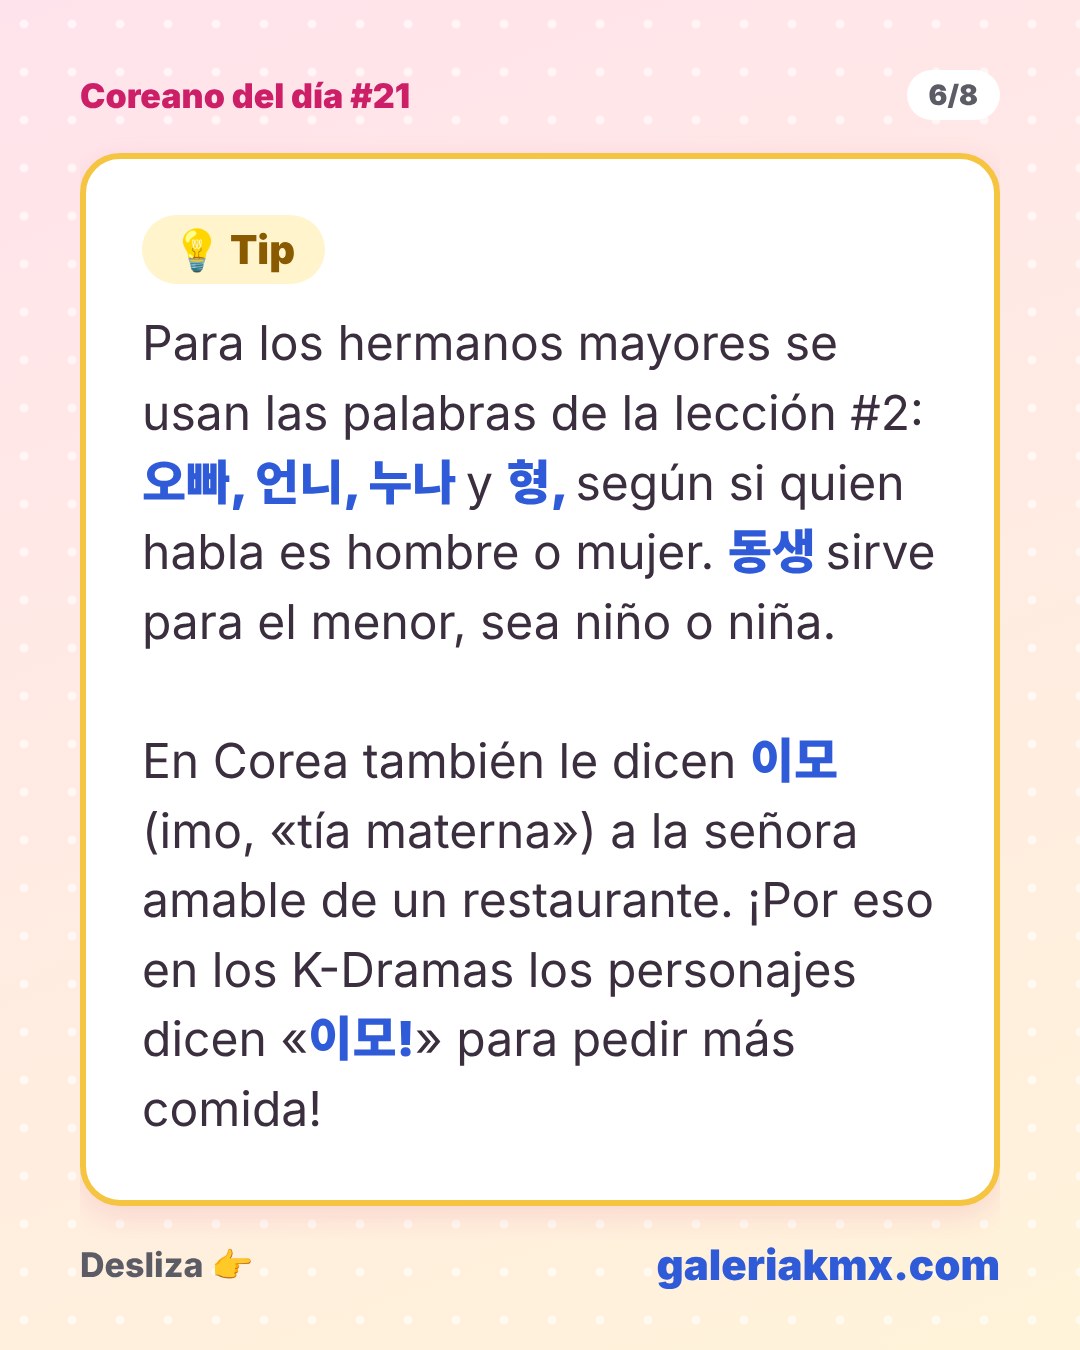 Coreano del día #21
6/8
💡 Tip
Para los hermanos mayores se
usan las palabras de la lección #2:
오빠, 언니, 누나 y 형, según si quien
habla es hombre o mujer. 동생 sirve
para el menor, sea niño o niña.
En Corea también le dicen 이모
(imo, «tía materna») a la señora
amable de un restaurante. ¡Por eso
en los K-Dramas los personajes
dicen «이모!» para pedir más
comida!
Desliza 👉
galeriakmx.com